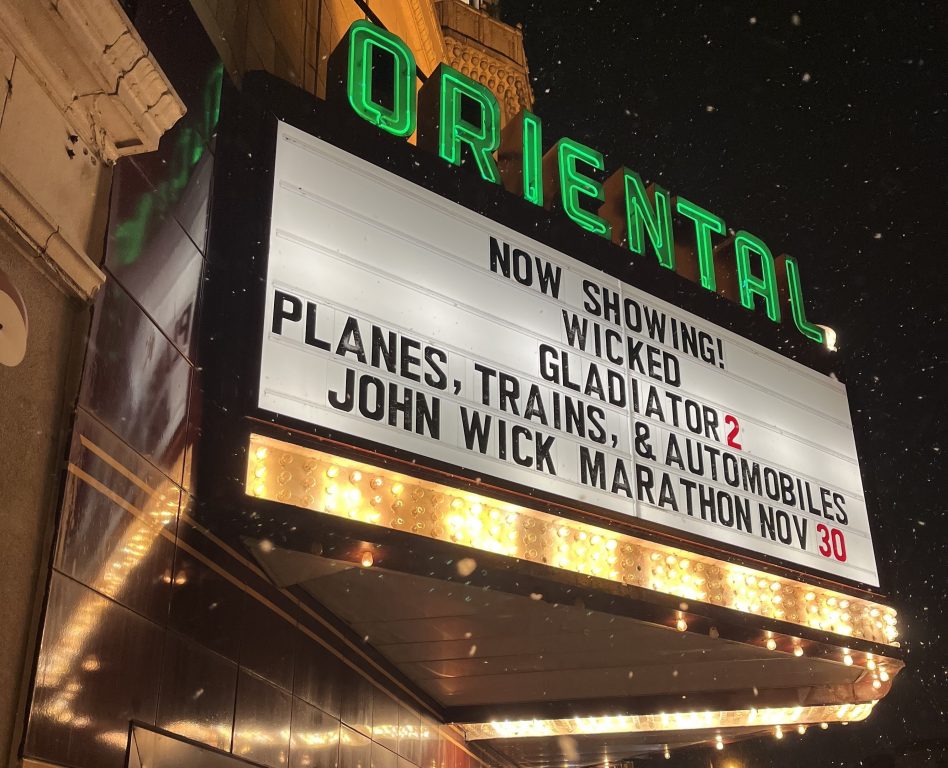 ORIENTAL
NOW SHOWING!
WICKED
GLADIATOR 2
PLANES, TRAINS, & AUTOMOBILES
JOHN WICK MARATHON NOV 30